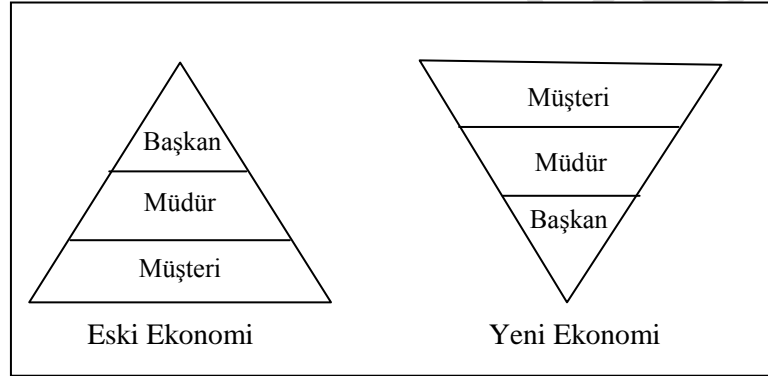 Başkan
Müdür
Müşteri
Eski Ekonomi
Müşteri
Müdür
Başkan
Yeni Ekonomi